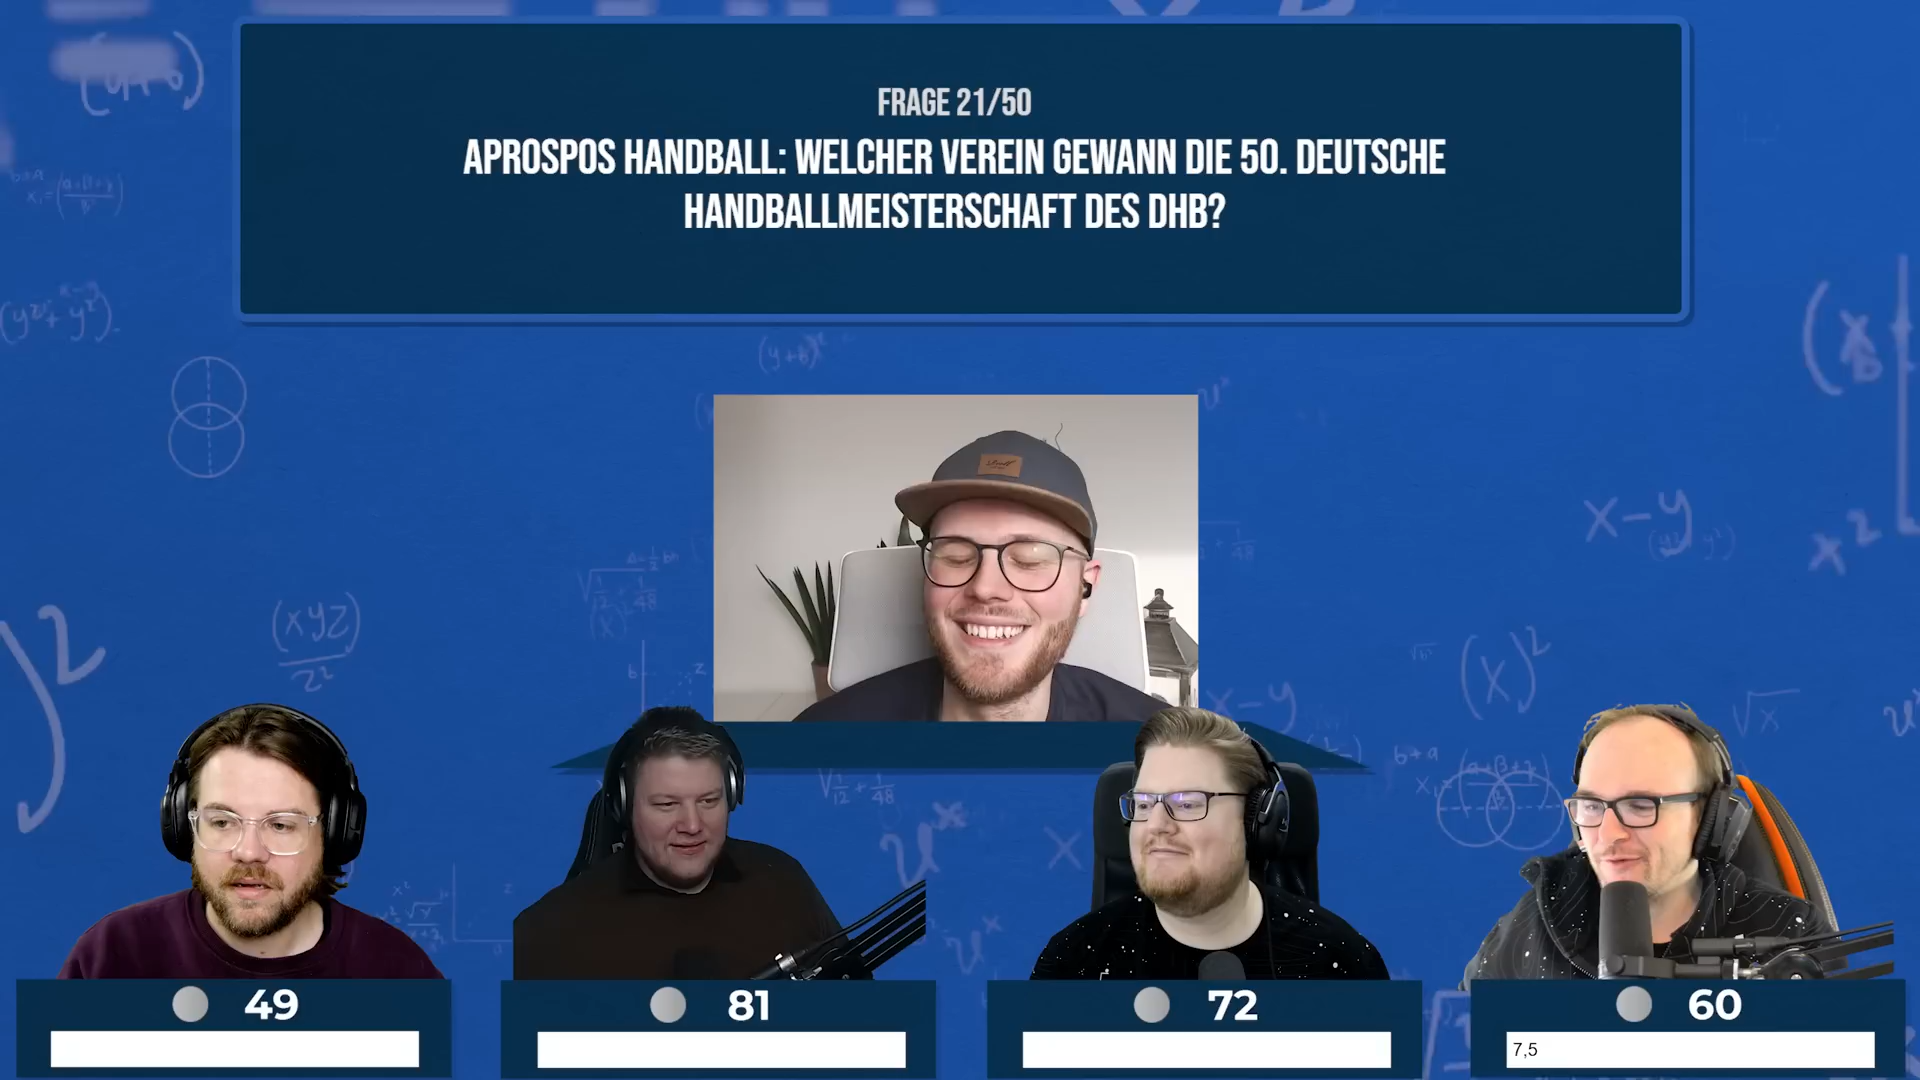 FRAGE 21/50
APROSPOS HANDBALL: WELCHER VEREIN GEWANN DIE 50. DEUTSCHE
HANDBALLMEISTERSCHAFT DES DHB?
49
81
72
60
7,5